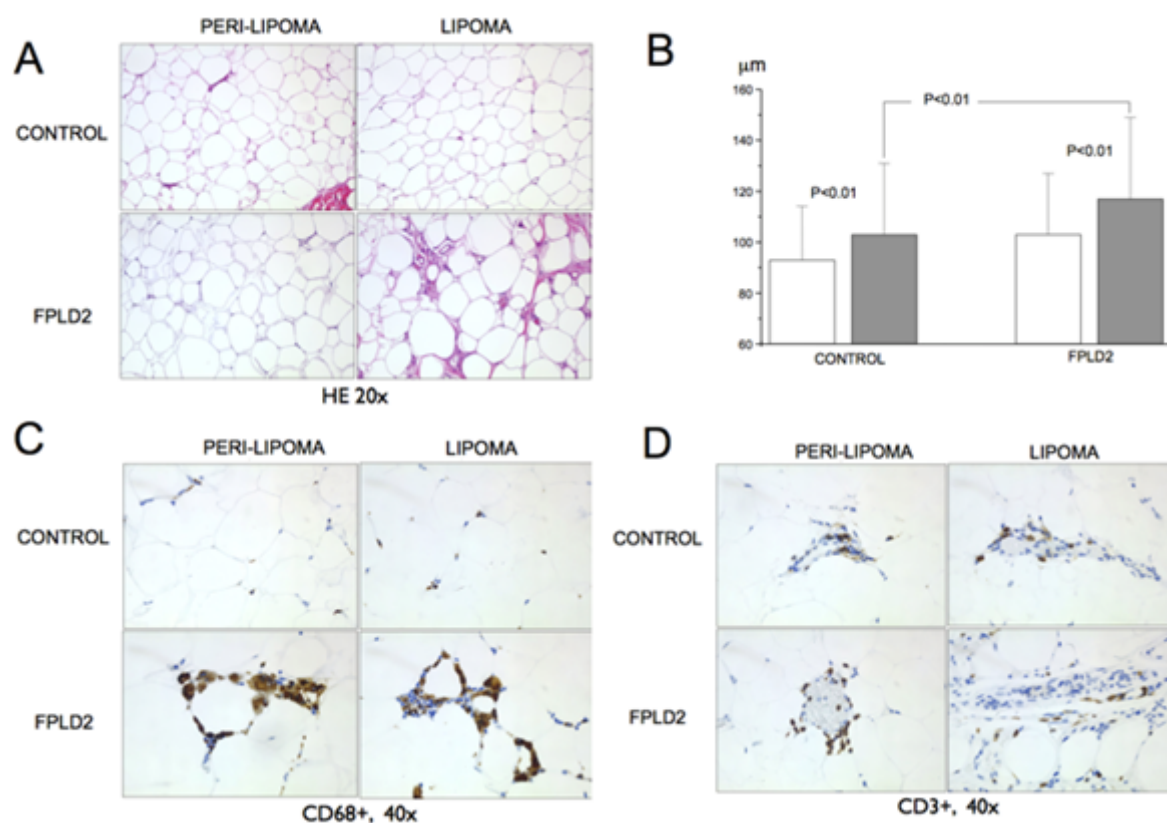 A
PERI-LIPOMA LIPOMA
CONTROL
FPLD2
HE 20x
B
μm
160
140
120
100
80
60
P<0.01
P<0.01
P<0.01
CONTROL FPLD2
C
PERI-LIPOMA LIPOMA
CONTROL
FPLD2
CD68+, 40x
D
PERI-LIPOMA LIPOMA
CONTROL
FPLD2
CD3+, 40x